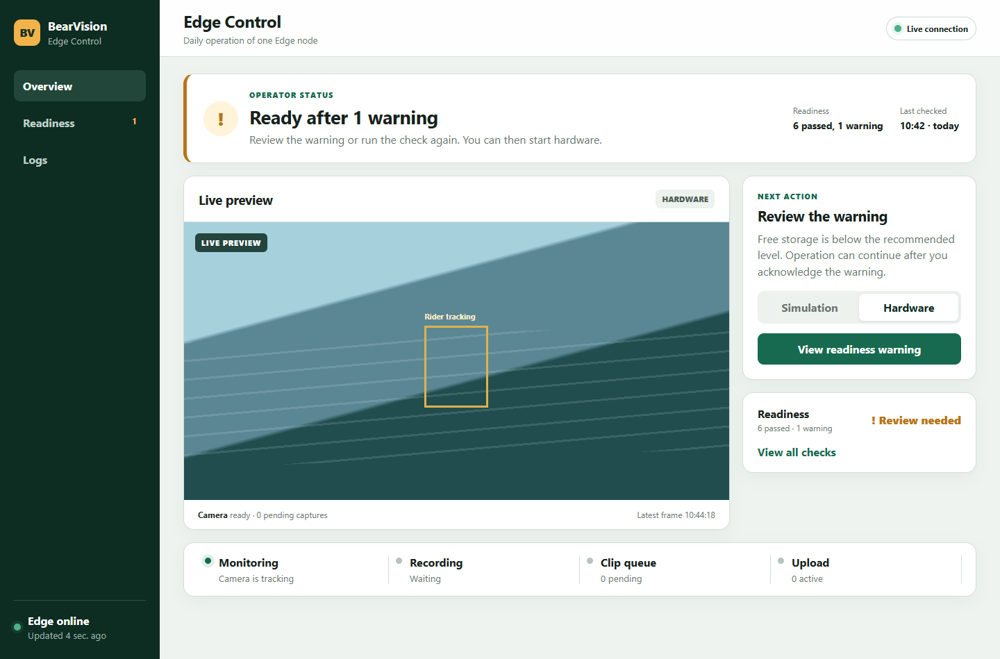 BV
BearVision
Edge Control
Overview
Readiness 1
Logs
Edge online
Updated 4 sec. ago
Edge Control
Daily operation of one Edge node
Live connection
!
OPERATOR STATUS
Ready after 1 warning
Review the warning or run the check again. You can then start hardware.
Readiness
6 passed, 1 warning
Last checked
10:42 · today
Live preview
HARDWARE
LIVE PREVIEW
Rider tracking
Camera ready · 0 pending captures
Latest frame 10:44:18
NEXT ACTION
Review the warning
Free storage is below the recommended
level. Operation can continue after you
acknowledge the warning.
Simulation
Hardware
View readiness warning
Readiness
6 passed · 1 warning
! Review needed
View all checks
Monitoring
Camera is tracking
Recording
Waiting
Clip queue
0 pending
Upload
0 active